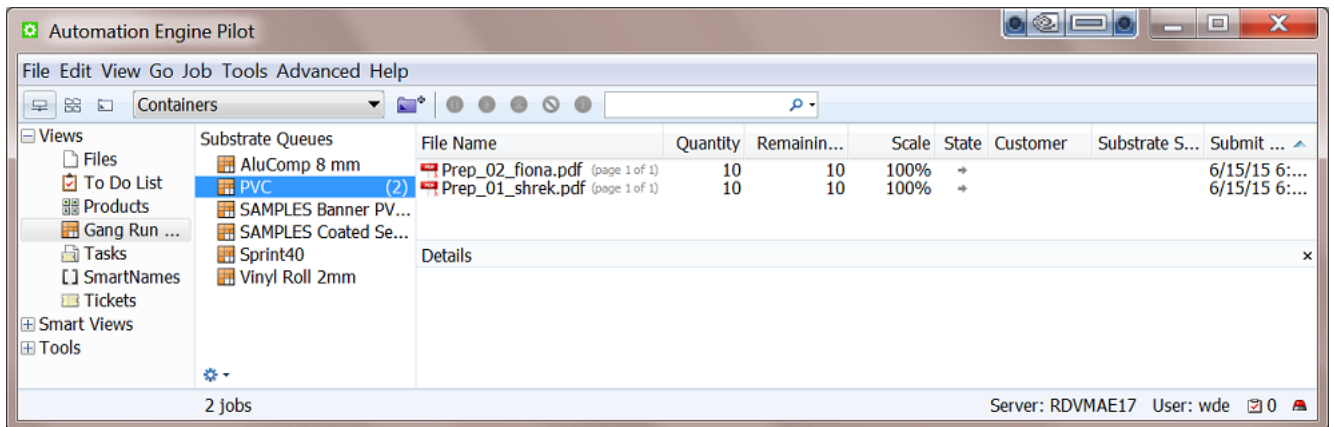 Automation Engine Pilot
File Edit View Go Job Tools Advanced Help
Containers
Views
Files
To Do List
Products
Gang Run ...
Tasks
SmartNames
Tickets
Smart Views
Tools
Substrate Queues
AluComp 8 mm
PVC (2)
SAMPLES Banner PV...
SAMPLES Coated Se...
Sprint40
Vinyl Roll 2mm
File Name Quantity Remainin... Scale State Customer Substrate S... Submit ...
Prep_02_fiona.pdf (page 1 of 1) 10 10 100% 6/15/15 6:...
Prep_01_shrek.pdf (page 1 of 1) 10 10 100% 6/15/15 6:...
Details
2 jobs Server: RDVMAE17 User: wde 0